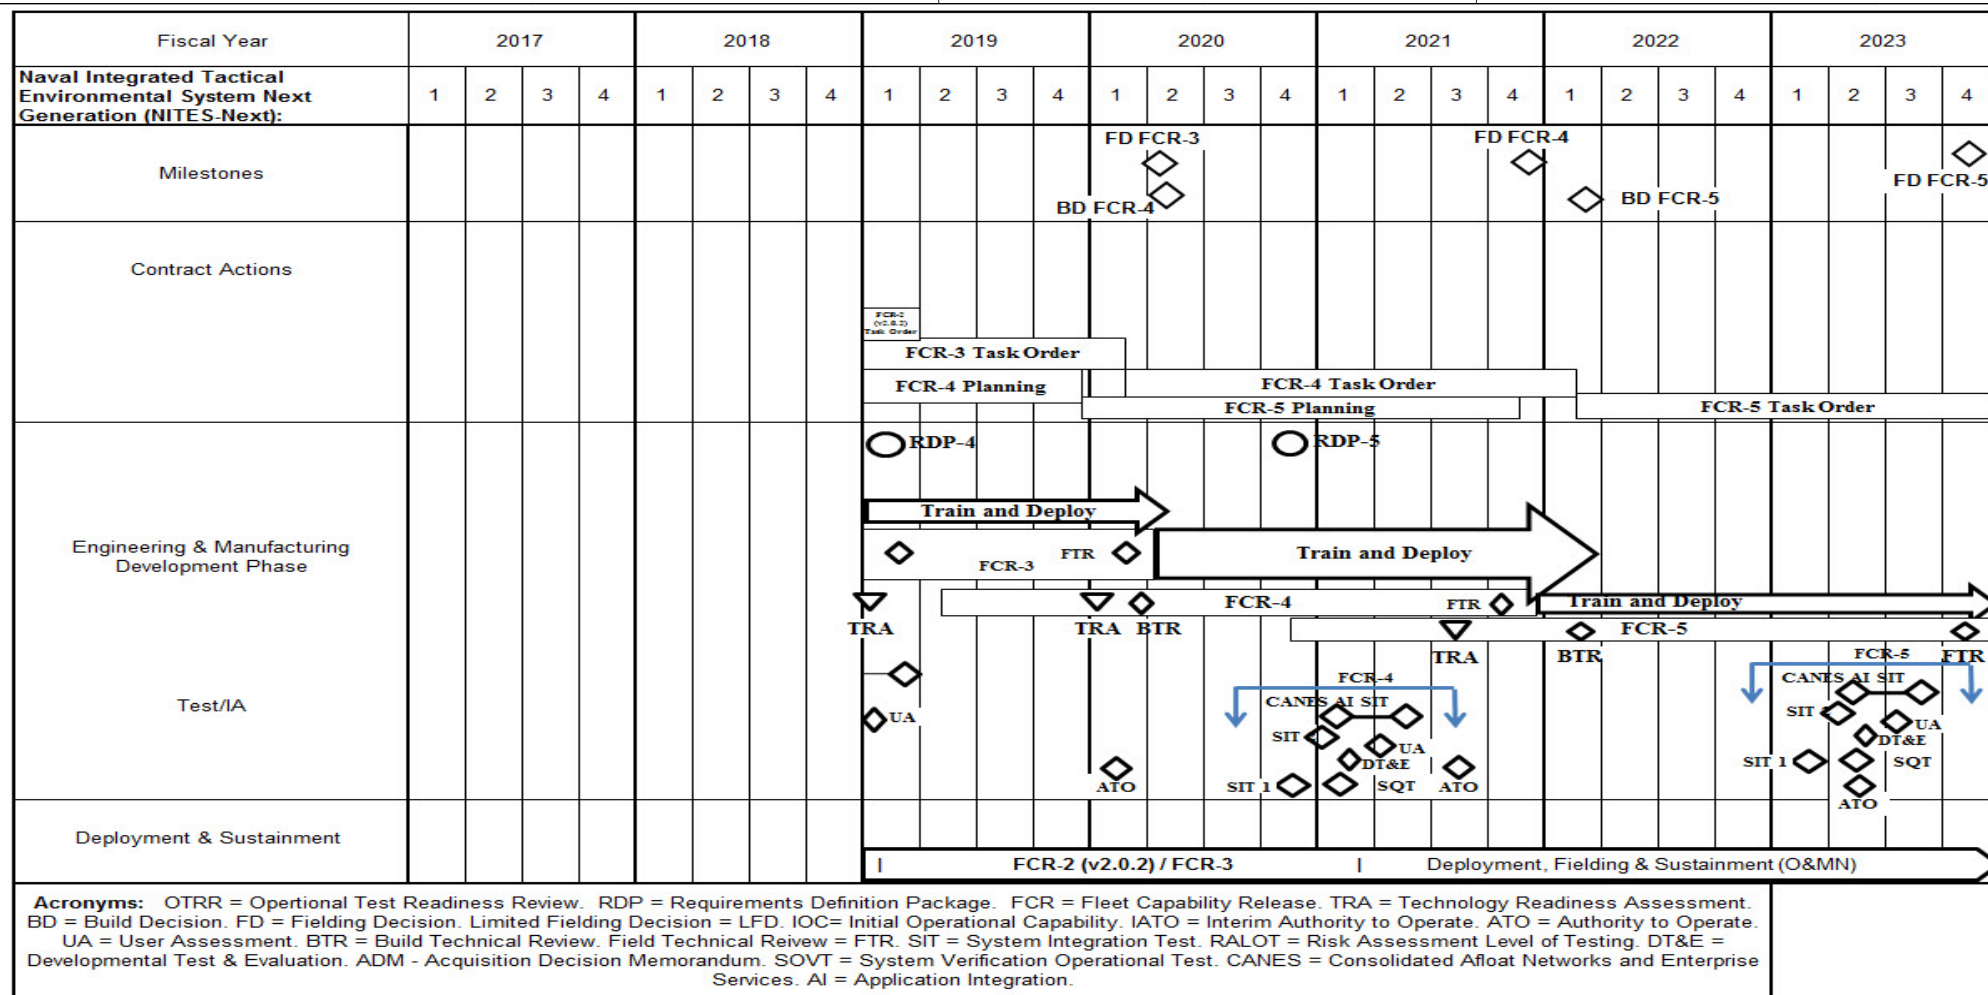 Fiscal Year 2017 2018 2019 2020 2021 2022 2023
Naval Integrated Tactical
Environmental System Next
Generation (NITES-Next):
1 2 3 4 1 2 3 4 1 2 3 4 1 2 3 4 1 2 3 4 1 2 3 4 1 2 3 4
Milestones
FD FCR-3
BD FCR-4
FD FCR-4
BD FCR-5
FD FCR-5
Contract Actions
FCR-2
(v2.0.2)
Task Order
FCR-3 Task Order
FCR-4 Planning
FCR-4 Task Order
FCR-5 Planning
FCR-5 Task Order
Engineering & Manufacturing
Development Phase
RDP-4
RDP-5
Train and Deploy
FCR-3
FTR
Train and Deploy
FCR-4
FTR
Train and Deploy
TRA
TRA
BTR
FCR-5
TRA
BTR
FTR
Test/IA
UA
ATO
FCR-4
CANES AI SIT
SIT
UA
DT&E
SIT 1
SQT
ATO
FCR-5
CANES AI SIT
SIT
UA
DT&E
SIT 1
SQT
ATO
Deployment & Sustainment
FCR-2 (v2.0.2) / FCR-3
Deployment, Fielding & Sustainment (O&MN)
Acronyms: OTRR = Opertional Test Readiness Review. RDP = Requirements Definition Package. FCR = Fleet Capability Release. TRA = Technology Readiness Assessment.
BD = Build Decision. FD = Fielding Decision. Limited Fielding Decision = LFD. IOC= Initial Operational Capability. IATO = Interim Authority to Operate. ATO = Authority to Operate.
UA = User Assessment. BTR = Build Technical Review. Field Technical Reivew = FTR. SIT = System Integration Test. RALOT = Risk Assessment Level of Testing. DT&E =
Developmental Test & Evaluation. ADM - Acquisition Decision Memorandum. SOVT = System Verification Operational Test. CANES = Consolidated Afloat Networks and Enterprise
Services. AI = Application Integration.